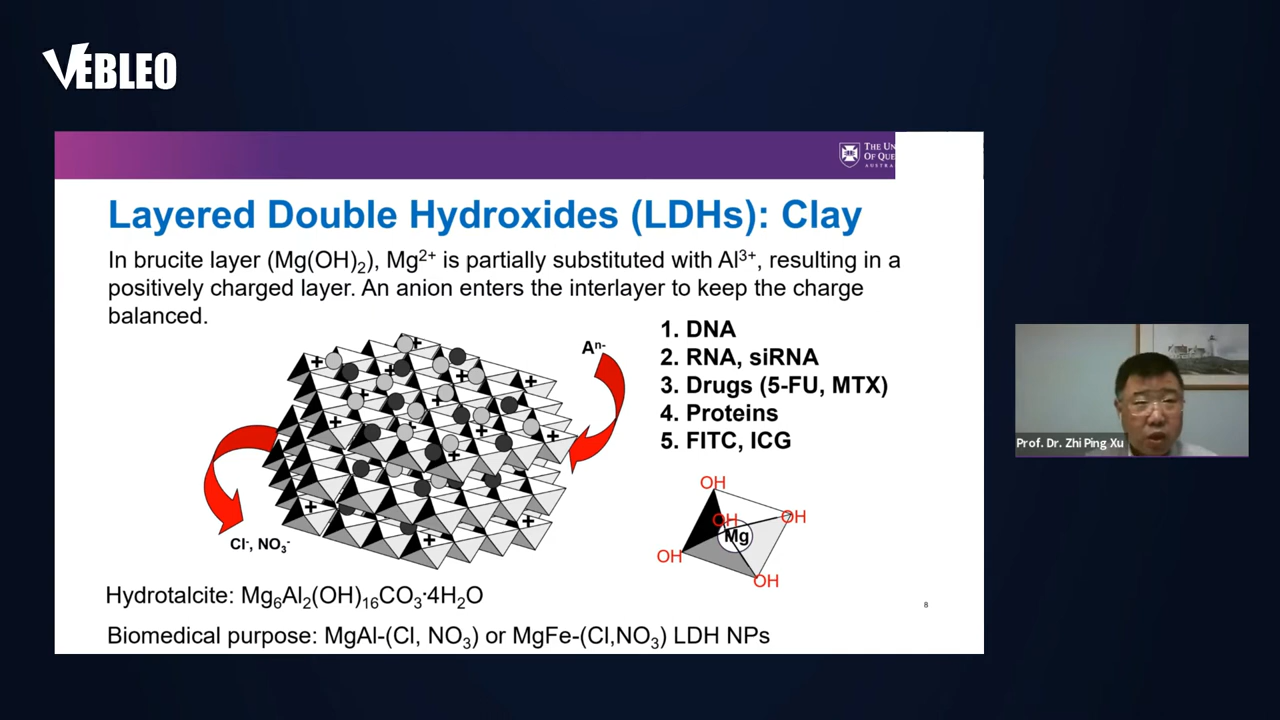 VEBLEO
THE UN
OF QUE
AUSTRA
Layered Double Hydroxides (LDHs): Clay
In brucite layer (Mg(OH)₂), Mg²⁺ is partially substituted with Al³⁺, resulting in a
positively charged layer. An anion enters the interlayer to keep the charge
balanced.
1. DNA
2. RNA, siRNA
3. Drugs (5-FU, MTX)
4. Proteins
5. FITC, ICG
Aⁿ⁻
+
+
+
+
+
+
+
+
+
+
Cl⁻, NO₃⁻
OH
OH
OH
Mg
OH
OH
Hydrotalcite: Mg₆Al₂(OH)₁₆CO₃·4H₂O
8
Biomedical purpose: MgAl-(Cl, NO₃) or MgFe-(Cl,NO₃) LDH NPs
Prof. Dr. Zhi Ping Xu